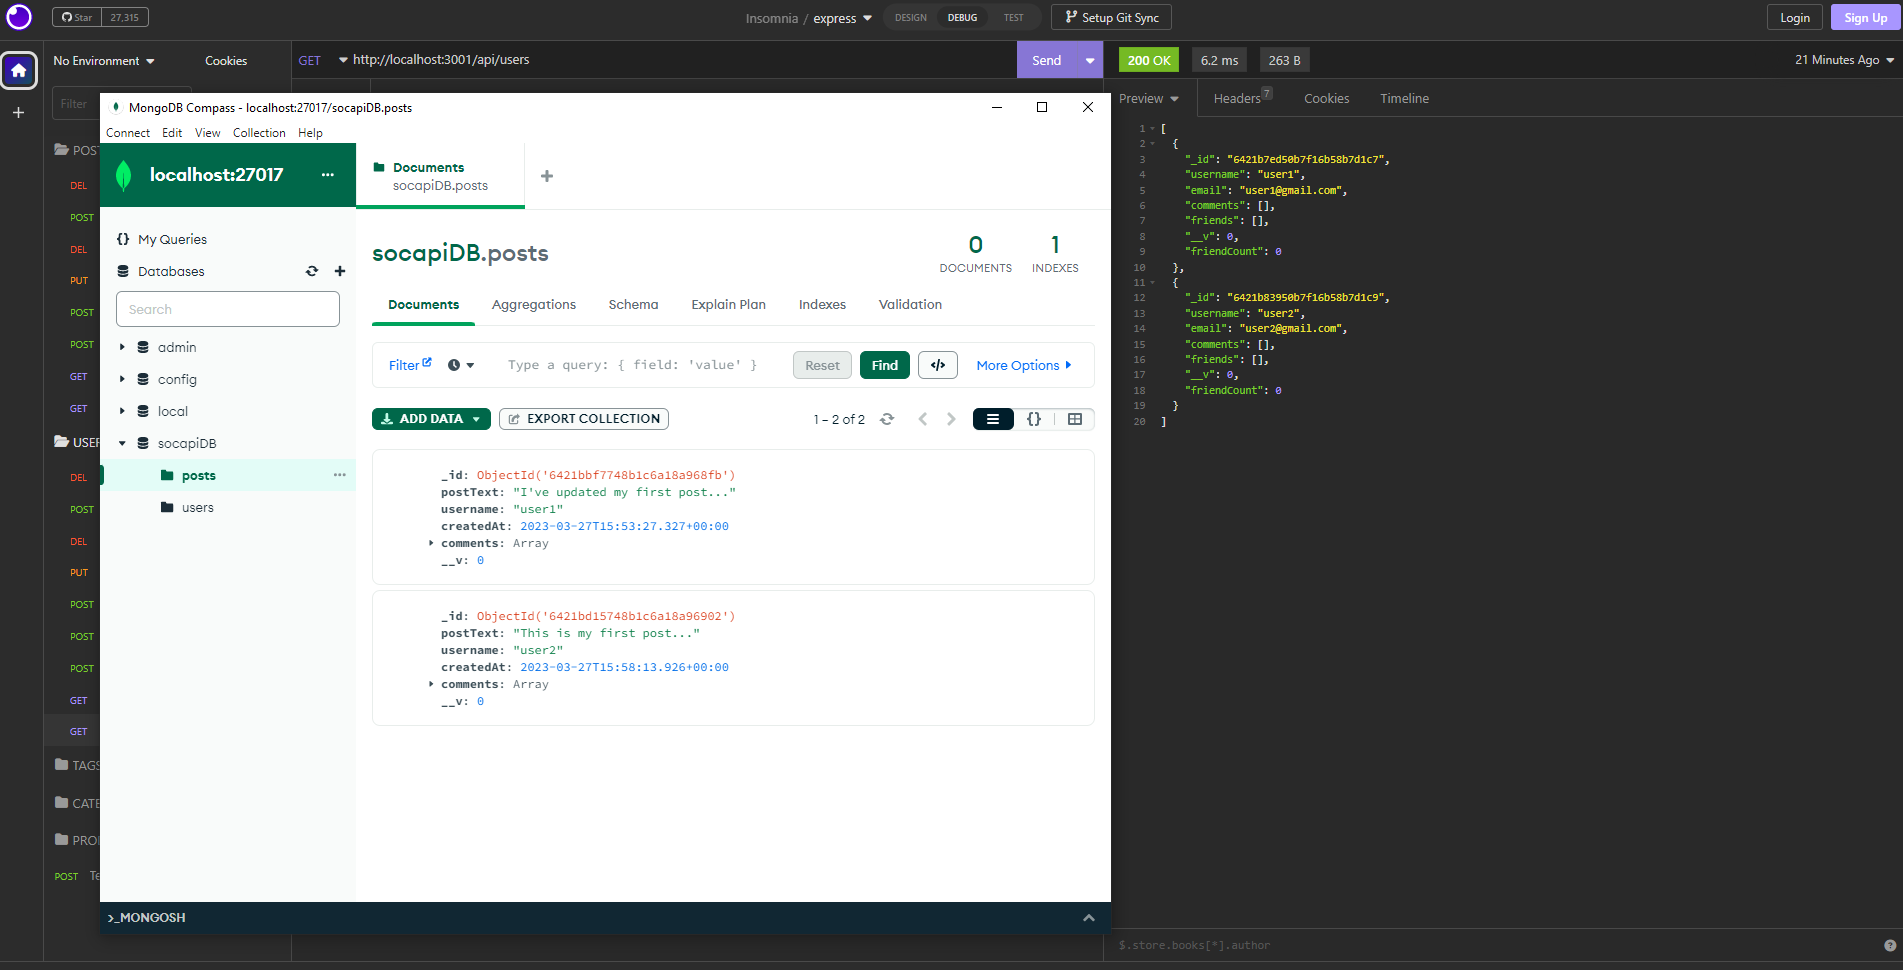 Star 27,315
Insomnia / express
DESIGN DEBUG TEST
Setup Git Sync
Login
Sign Up
No Environment
Cookies
GET http://localhost:3001/api/users
Send
200 OK
6.2 ms
263 B
21 Minutes Ago
Filter
POST
DEL
POST
DEL
PUT
POST
POST
GET
GET
USER
DEL
POST
DEL
PUT
POST
POST
POST
GET
GET
TAGS
CATE
PRO
POST Te
MongoDB Compass - localhost:27017/socapiDB.posts
Connect Edit View Collection Help
localhost:27017
...
My Queries
Databases
Search
admin
config
local
socapiDB
posts
users
Documents
socapiDB.posts
socapiDB.posts
0
DOCUMENTS
1
INDEXES
Documents Aggregations Schema Explain Plan Indexes Validation
Filter
Type a query: { field: 'value' }
Reset
Find
</>
More Options
ADD DATA
EXPORT COLLECTION
1 – 2 of 2
{}
_id: ObjectId('6421bbf7748b1c6a18a968fb')
postText: "I've updated my first post..."
username: "user1"
createdAt: 2023-03-27T15:53:27.327+00:00
comments: Array
__v: 0
_id: ObjectId('6421bd15748b1c6a18a96902')
postText: "This is my first post..."
username: "user2"
createdAt: 2023-03-27T15:58:13.926+00:00
comments: Array
__v: 0
>_MONGOSH
Preview
Headers 7
Cookies
Timeline
1 [
2 {
3 "_id": "6421b7ed50b7f16b58b7d1c7",
4 "username": "user1",
5 "email": "user1@gmail.com",
6 "comments": [],
7 "friends": [],
8 "__v": 0,
9 "friendCount": 0
10 },
11 {
12 "_id": "6421b83950b7f16b58b7d1c9",
13 "username": "user2",
14 "email": "user2@gmail.com",
15 "comments": [],
16 "friends": [],
17 "__v": 0,
18 "friendCount": 0
19 }
20 ]
$.store.books[*].author